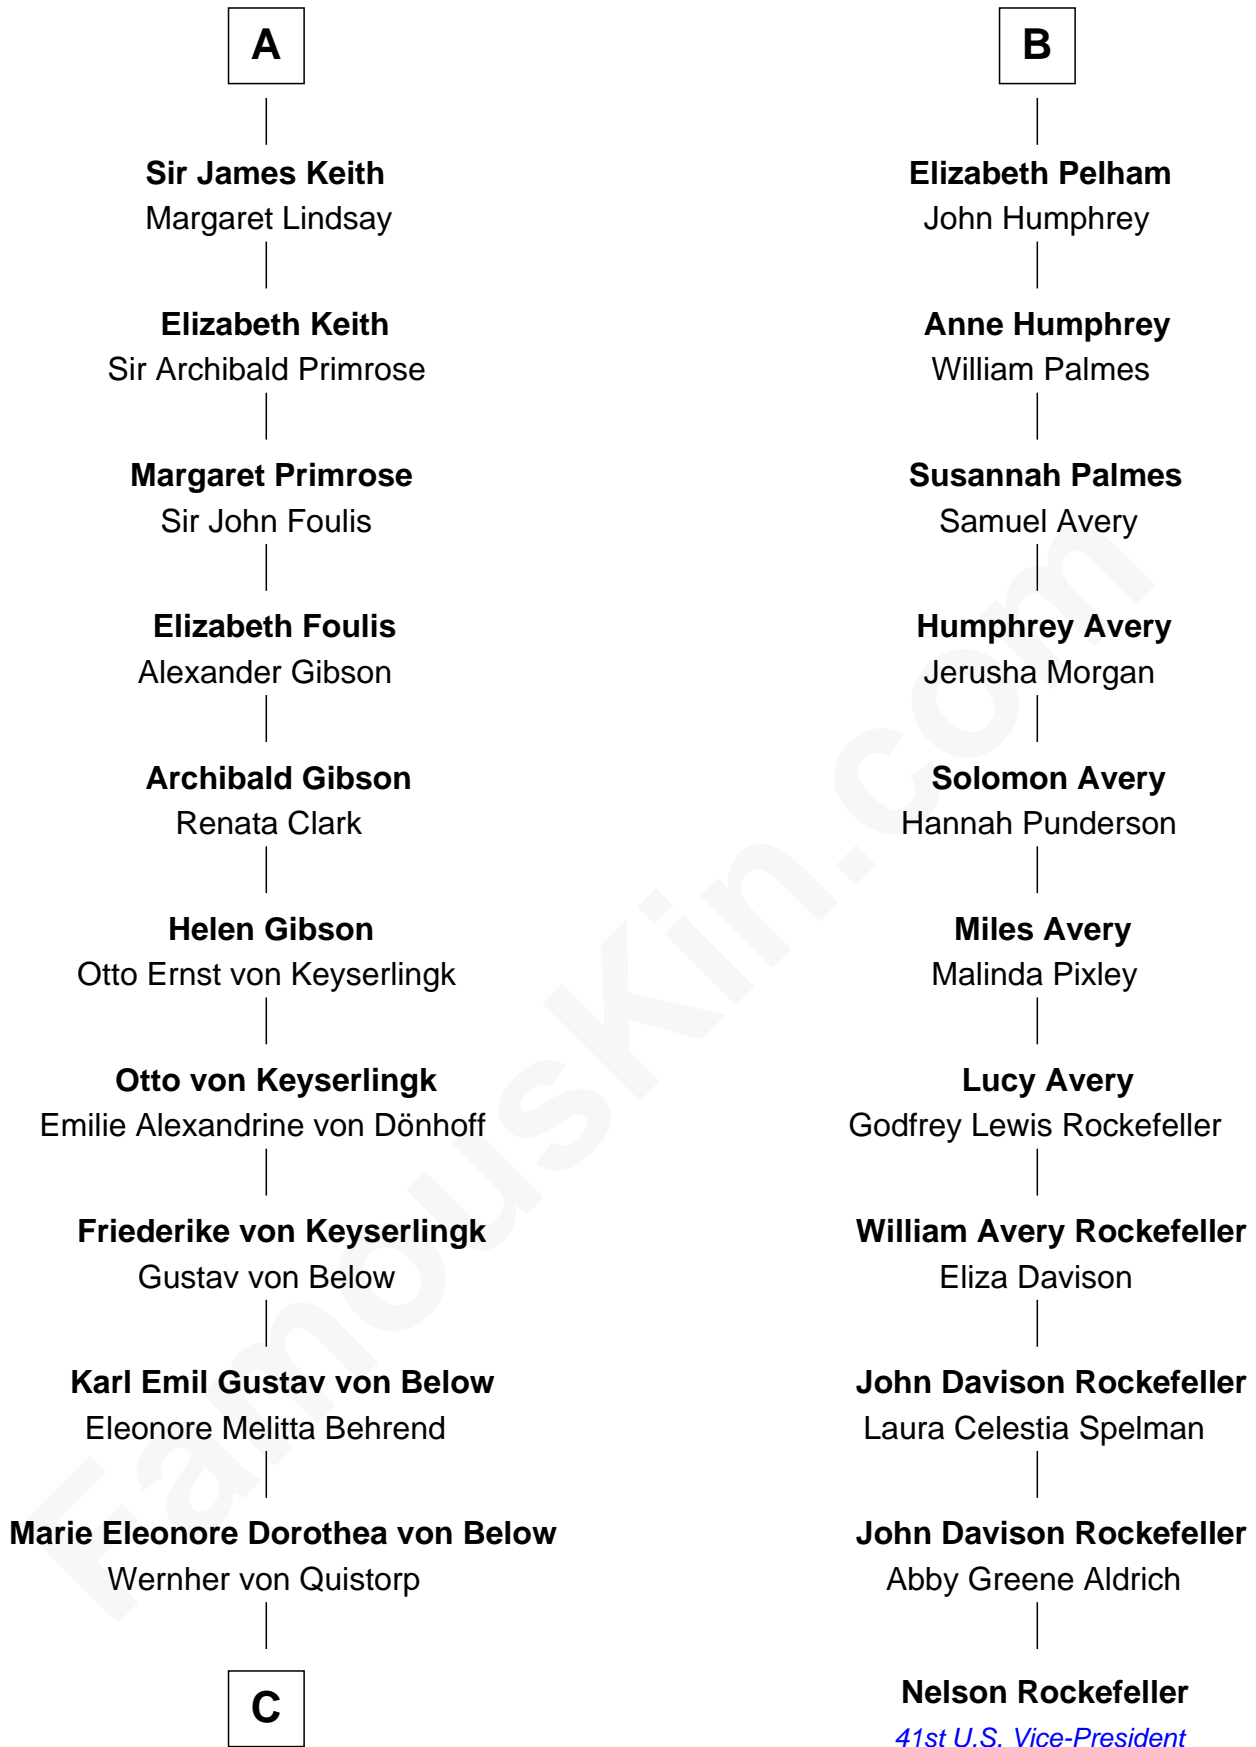 A
Sir James Keith
Margaret Lindsay
Elizabeth Keith
Sir Archibald Primrose
Margaret Primrose
Sir John Foulis
Elizabeth Foulis
Alexander Gibson
Archibald Gibson
Renata Clark
Helen Gibson
Otto Ernst von Keyserlingk
Otto von Keyserlingk
Emilie Alexandrine von Dönhoff
Friederike von Keyserlingk
Gustav von Below
Karl Emil Gustav von Below
Eleonore Melitta Behrend
Marie Eleonore Dorothea von Below
Wernher von Quistorp
C
B
Elizabeth Pelham
John Humphrey
Anne Humphrey
William Palmes
Susannah Palmes
Samuel Avery
Humphrey Avery
Jerusha Morgan
Solomon Avery
Hannah Punderson
Miles Avery
Malinda Pixley
Lucy Avery
Godfrey Lewis Rockefeller
William Avery Rockefeller
Eliza Davison
John Davison Rockefeller
Laura Celestia Spelman
John Davison Rockefeller
Abby Greene Aldrich
Nelson Rockefeller
41st U.S. Vice-President
FamousKin.com